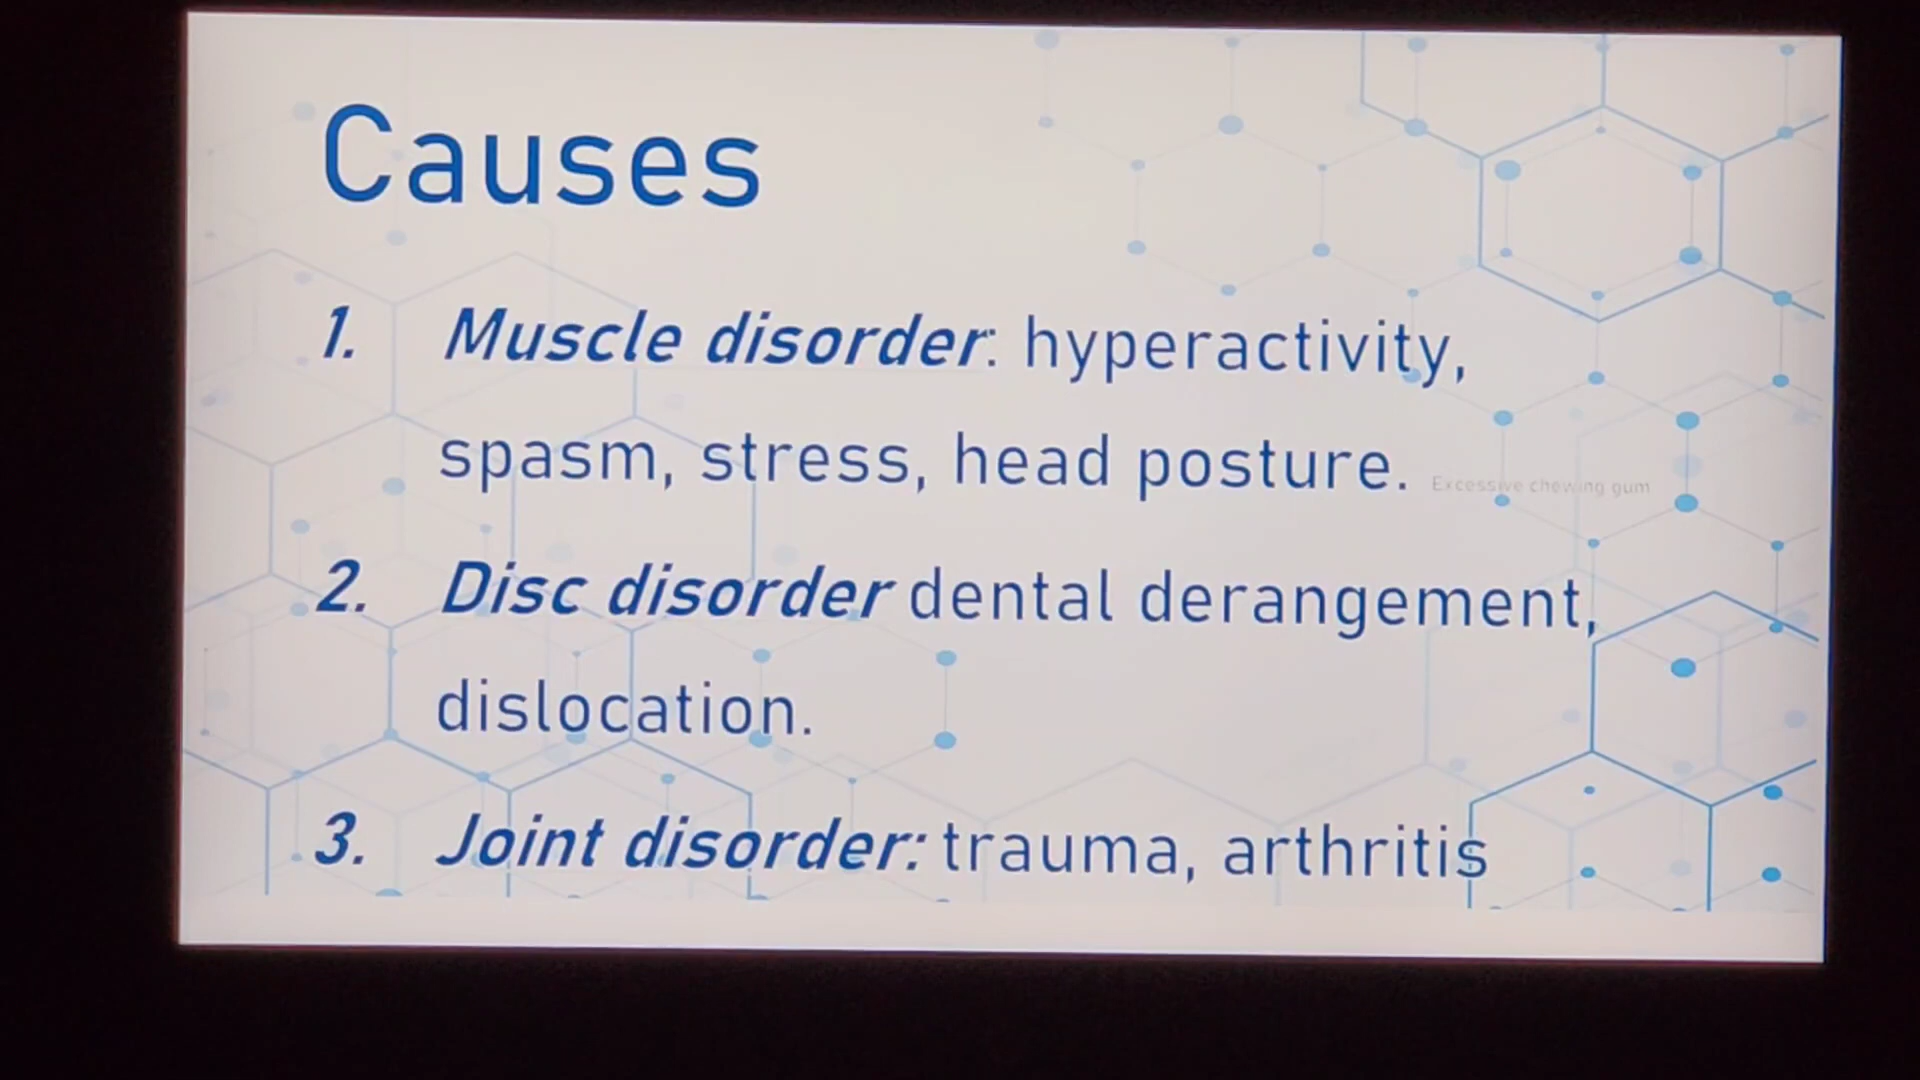 Causes
1. Muscle disorder: hyperactivity,
spasm, stress, head posture. Excessive chewing gum
2. Disc disorder dental derangement,
dislocation.
3. Joint disorder: trauma, arthritis